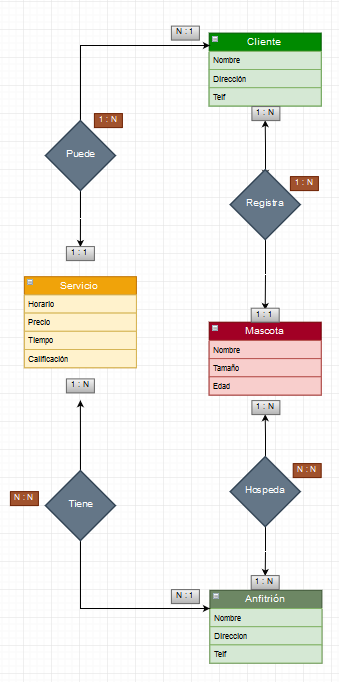 N : 1
Cliente
Nombre
Dirección
Telf
1 : N
1 : N
Puede
1 : N
Registra
1 : 1
Servicio
Horario
Precio
Tiempo
Calificación
1 : 1
Mascota
Nombre
Tamaño
Edad
1 : N
1 : N
N : N
Tiene
Hospeda
N : N
1 : N
N : 1
Anfitrión
Nombre
Direccion
Telf